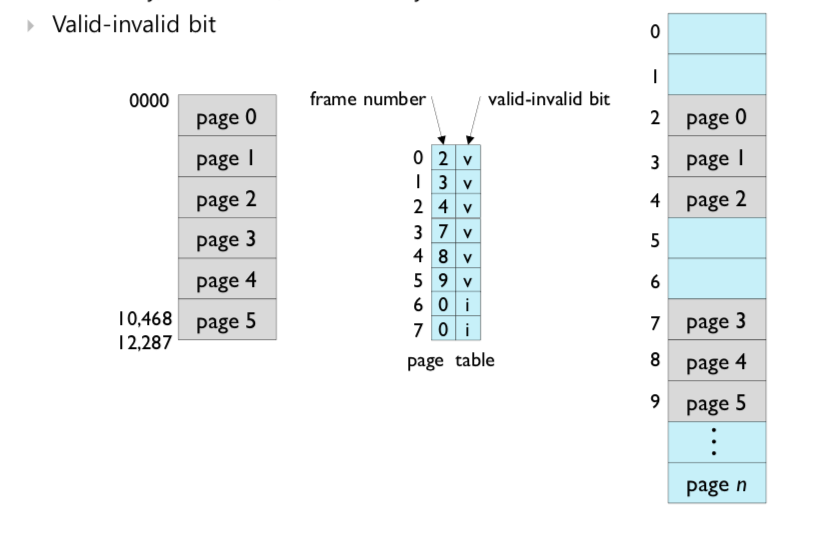 Valid-invalid bit
0000
page 0
page 1
page 2
page 3
page 4
page 5
10,468
12,287
frame number
valid-invalid bit
0 2 v
1 3 v
2 4 v
3 7 v
4 8 v
5 9 v
6 0 i
7 0 i
page table
0
1
2 page 0
3 page 1
4 page 2
5
6
7 page 3
8 page 4
9 page 5
⋮
page n